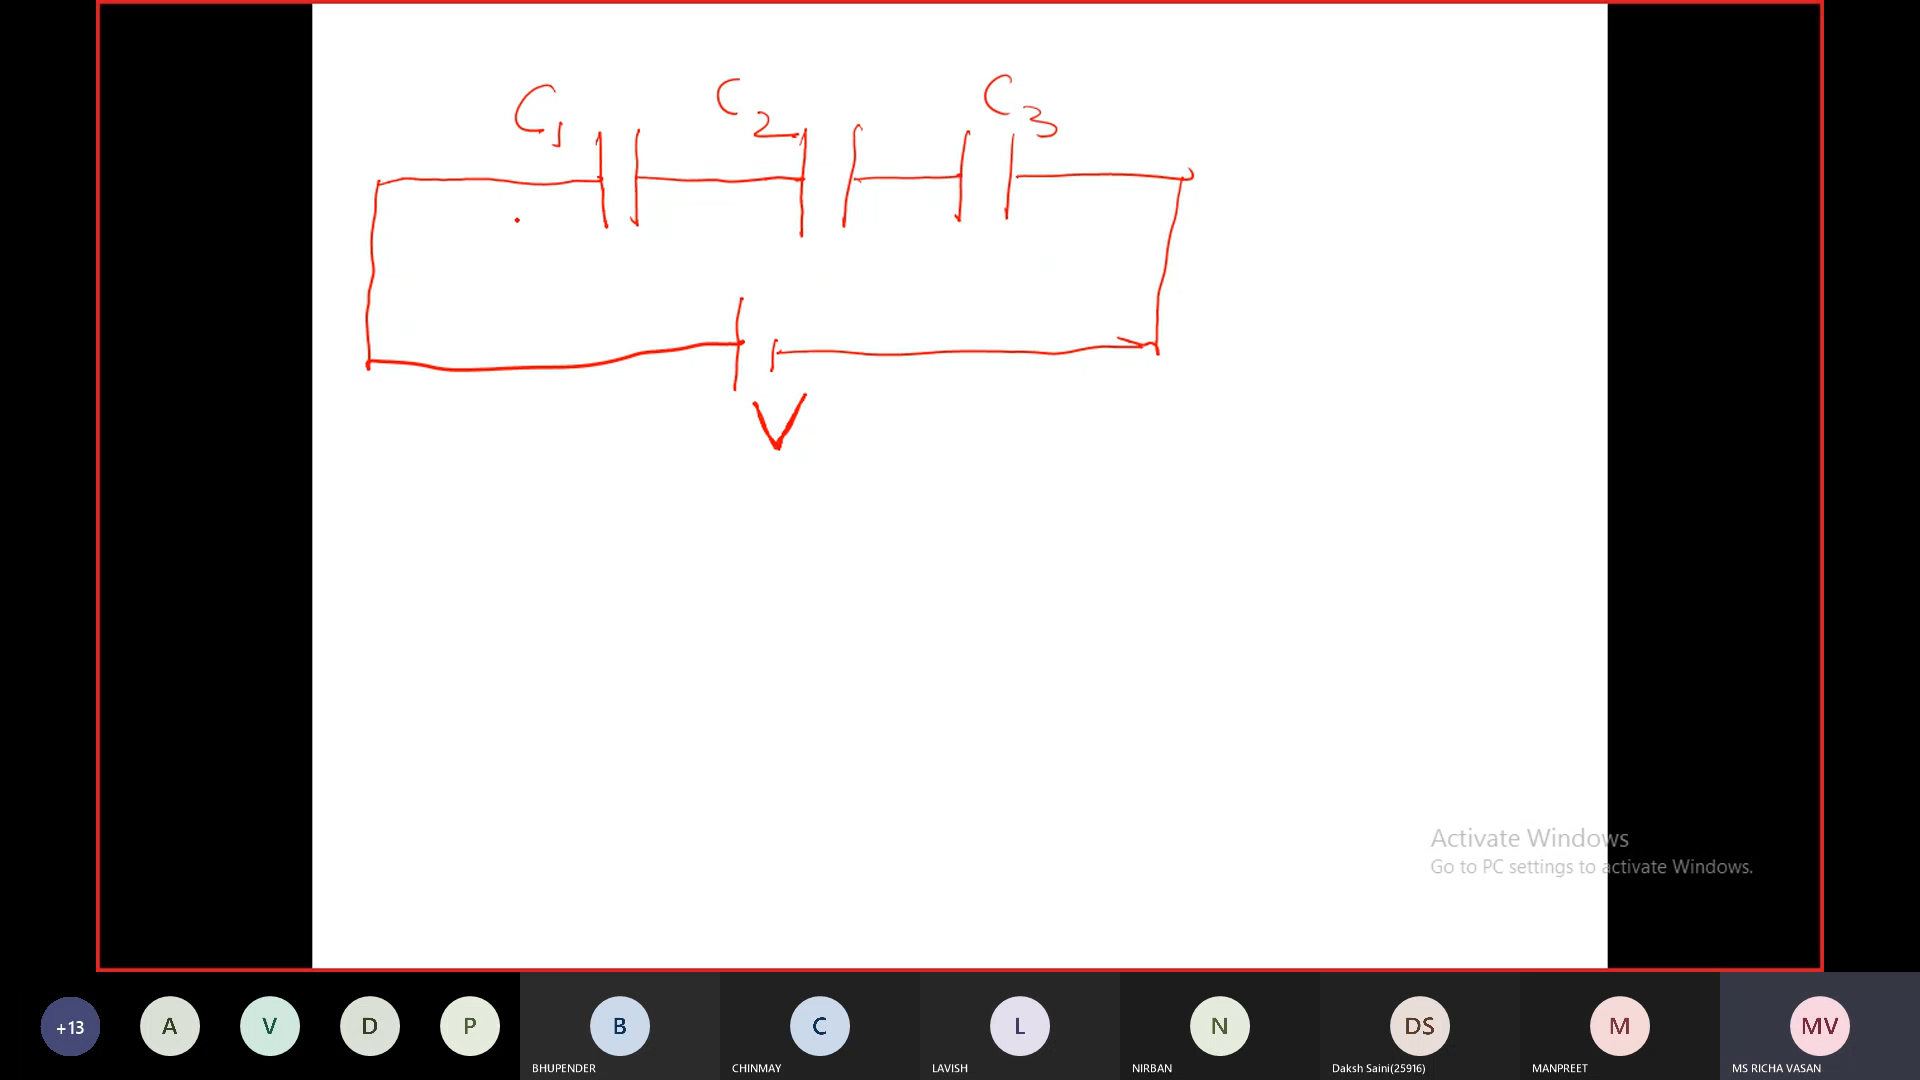 C1 C2 C3
V
Activate Windows
Go to PC settings to activate Windows.
+13 A V D P B C L N DS M MV
BHUPENDER CHINMAY LAVISH NIRBAN Daksh Saini(25916) MANPREET MS RICHA VASAN